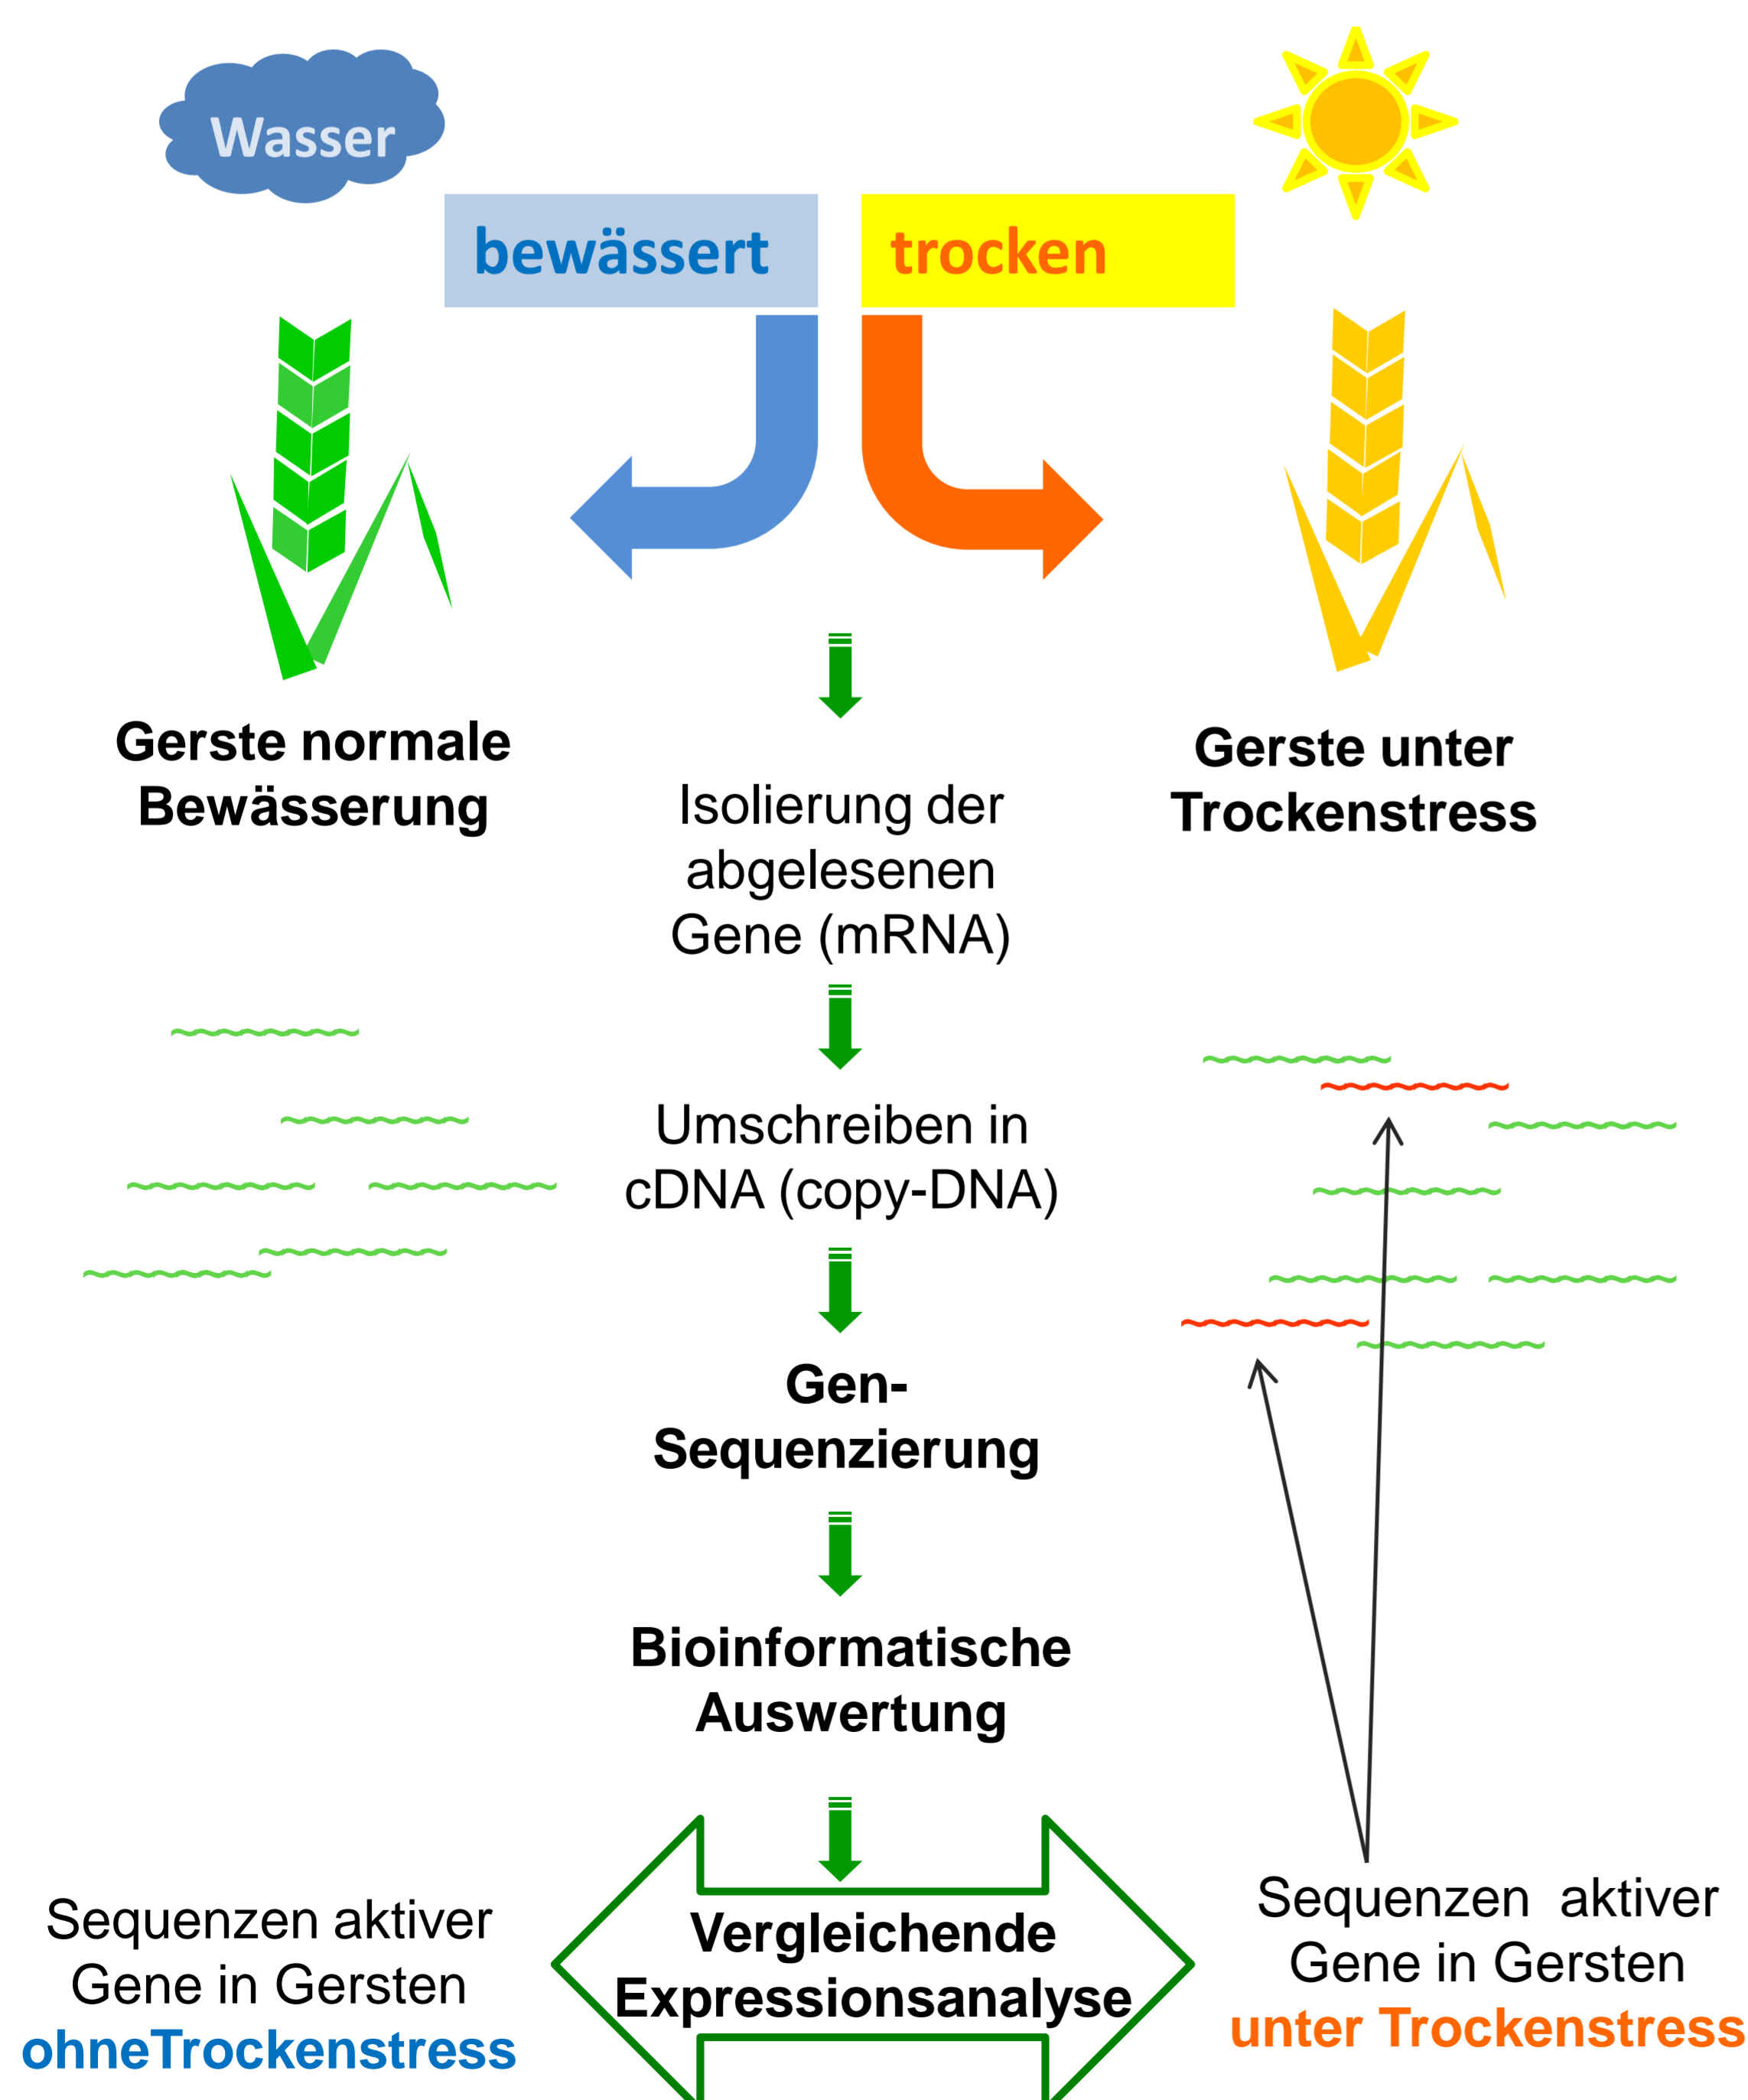 Wasser
bewässert
trocken
Gerste normale
Bewässerung
Gerste unter
Trockenstress
Isolierung der
abgelesenen
Gene (mRNA)
Umschreiben in
cDNA (copy-DNA)
Gen-
Sequenzierung
Bioinformatische
Auswertung
Sequenzen aktiver
Gene in Gersten
ohneTrockenstress
Vergleichende
Expressionsanalyse
Sequenzen aktiver
Gene in Gersten
unter Trockenstress